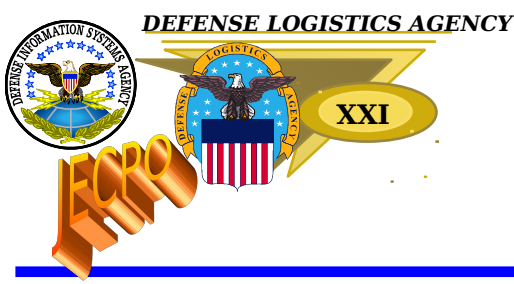 DEFENSE LOGISTICS AGENCY
DEFENSE INFORMATION SYSTEMS AGENCY
DEFENSE LOGISTICS AGENCY
XXI
JECPO